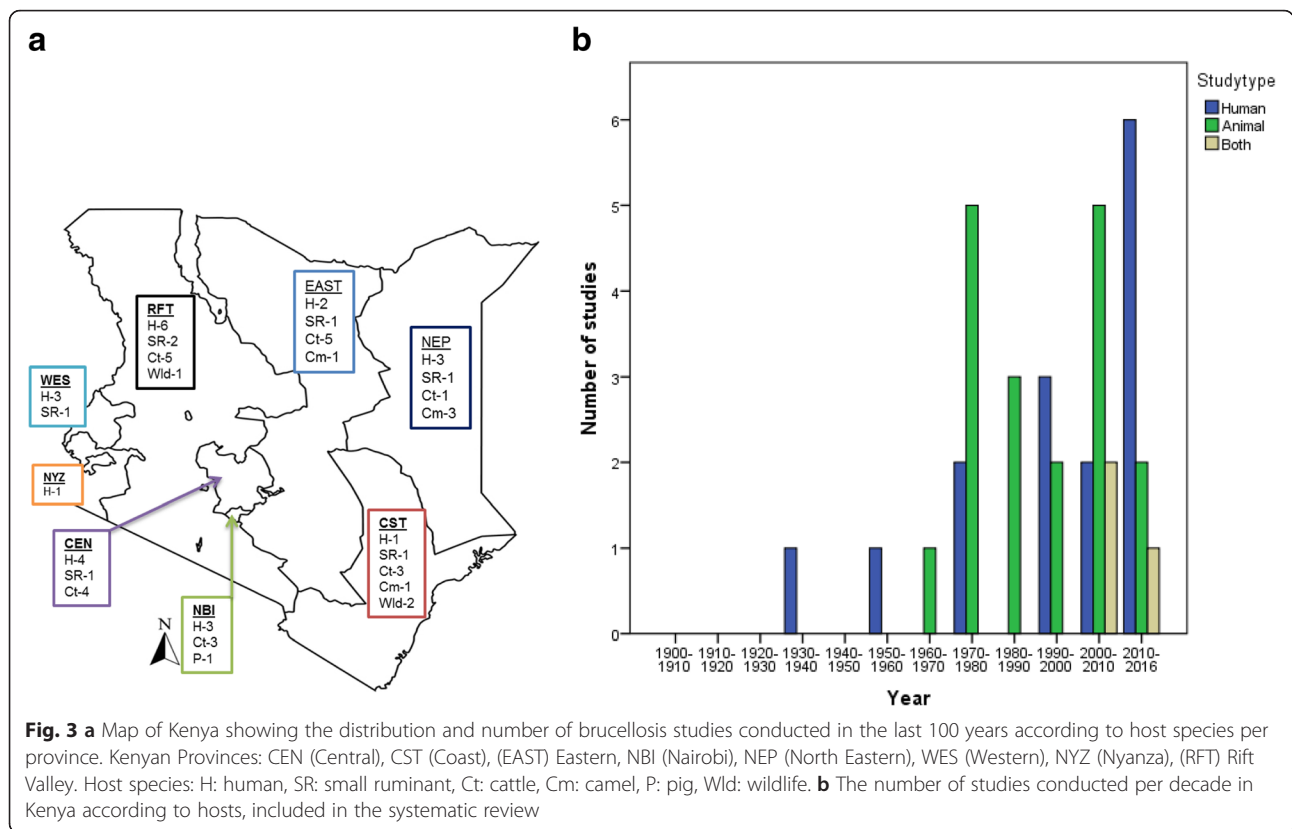 a
RFT
H-6
SR-2
Ct-5
Wld-1
EAST
H-2
SR-1
Ct-5
Cm-1
NEP
H-3
SR-1
Ct-1
Cm-3
WES
H-3
SR-1
NYZ
H-1
CEN
H-4
SR-1
Ct-4
NBI
H-3
Ct-3
P-1
CST
H-1
SR-1
Ct-3
Cm-1
Wld-2
N
b
Studytype
Human
Animal
Both
Number of studies
6
5
4
3
2
1
0
1900-
1910
1910-
1920
1920-
1930
1930-
1940
1940-
1950
1950-
1960
1960-
1970
1970-
1980
1980-
1990
1990-
2000
2000-
2010
2010-
2016
Year
Fig. 3 a Map of Kenya showing the distribution and number of brucellosis studies conducted in the last 100 years according to host species per
province. Kenyan Provinces: CEN (Central), CST (Coast), (EAST) Eastern, NBI (Nairobi), NEP (North Eastern), WES (Western), NYZ (Nyanza), (RFT) Rift
Valley. Host species: H: human, SR: small ruminant, Ct: cattle, Cm: camel, P: pig, Wld: wildlife. b The number of studies conducted per decade in
Kenya according to hosts, included in the systematic review